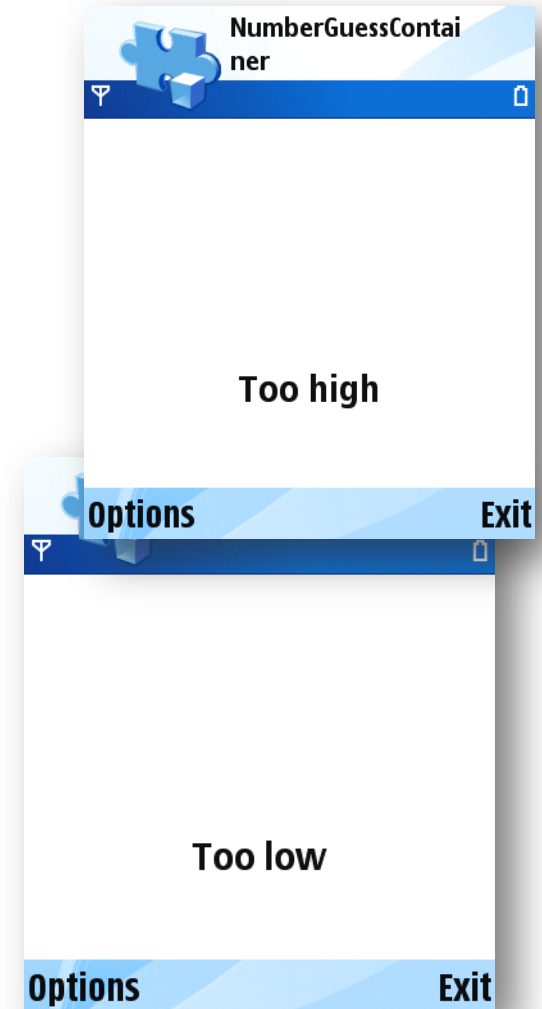 NumberGuessContai
ner
Too high
Options Exit
Too low
Options Exit